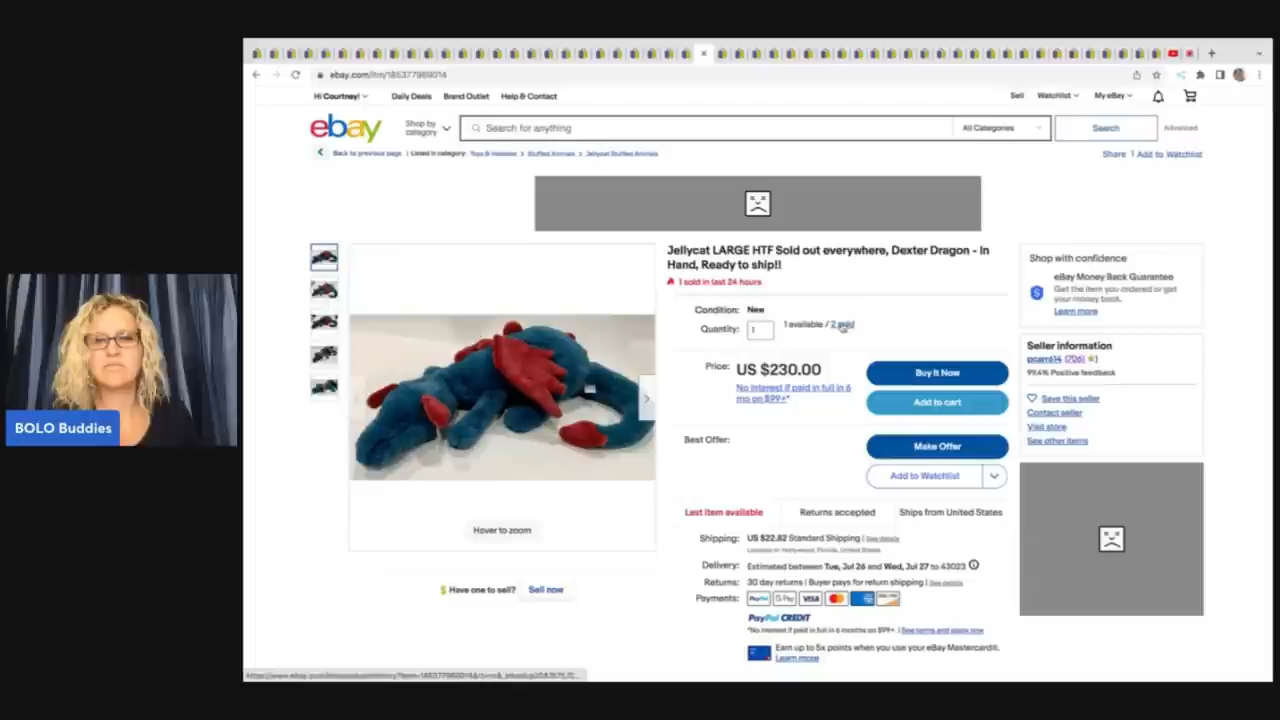 ebay.com/itm/185377969014
Hi Courtney! Daily Deals Brand Outlet Help & Contact Sell Watchlist My eBay
ebay Shop by category Search for anything All Categories Search Advanced
Back to previous page | Listed in category: Toys & Hobbies > Stuffed Animals > Jellycat Stuffed Animals Share | Add to Watchlist
Jellycat LARGE HTF Sold out everywhere, Dexter Dragon - In
Hand, Ready to ship!!
1 sold in last 24 hours
Condition: New
Quantity: 1 1 available / 2 sold
Price: US $230.00
No interest if paid in full in 6
mo on $99+*
Buy It Now
Add to cart
Best Offer: Make Offer
Add to Watchlist
Last item available Returns accepted Ships from United States
Shipping: US $22.82 Standard Shipping | See details
Located in: Hollywood, Florida, United States
Delivery: Estimated between Tue, Jul 26 and Wed, Jul 27 to 43023
Returns: 30 day returns | Buyer pays for return shipping | See details
Payments: PayPal G Pay VISA
PayPal CREDIT
*No interest if paid in full in 6 months on $99+. | See terms and apply now
Earn up to 5x points when you use your eBay Mastercard®.
Learn more
Hover to zoom
Have one to sell? Sell now
Shop with confidence
eBay Money Back Guarantee
Get the item you ordered or get
your money back.
Learn more
Seller information
(706)
99.4% Positive feedback
Save this seller
Contact seller
Visit store
See other items
BOLO Buddies